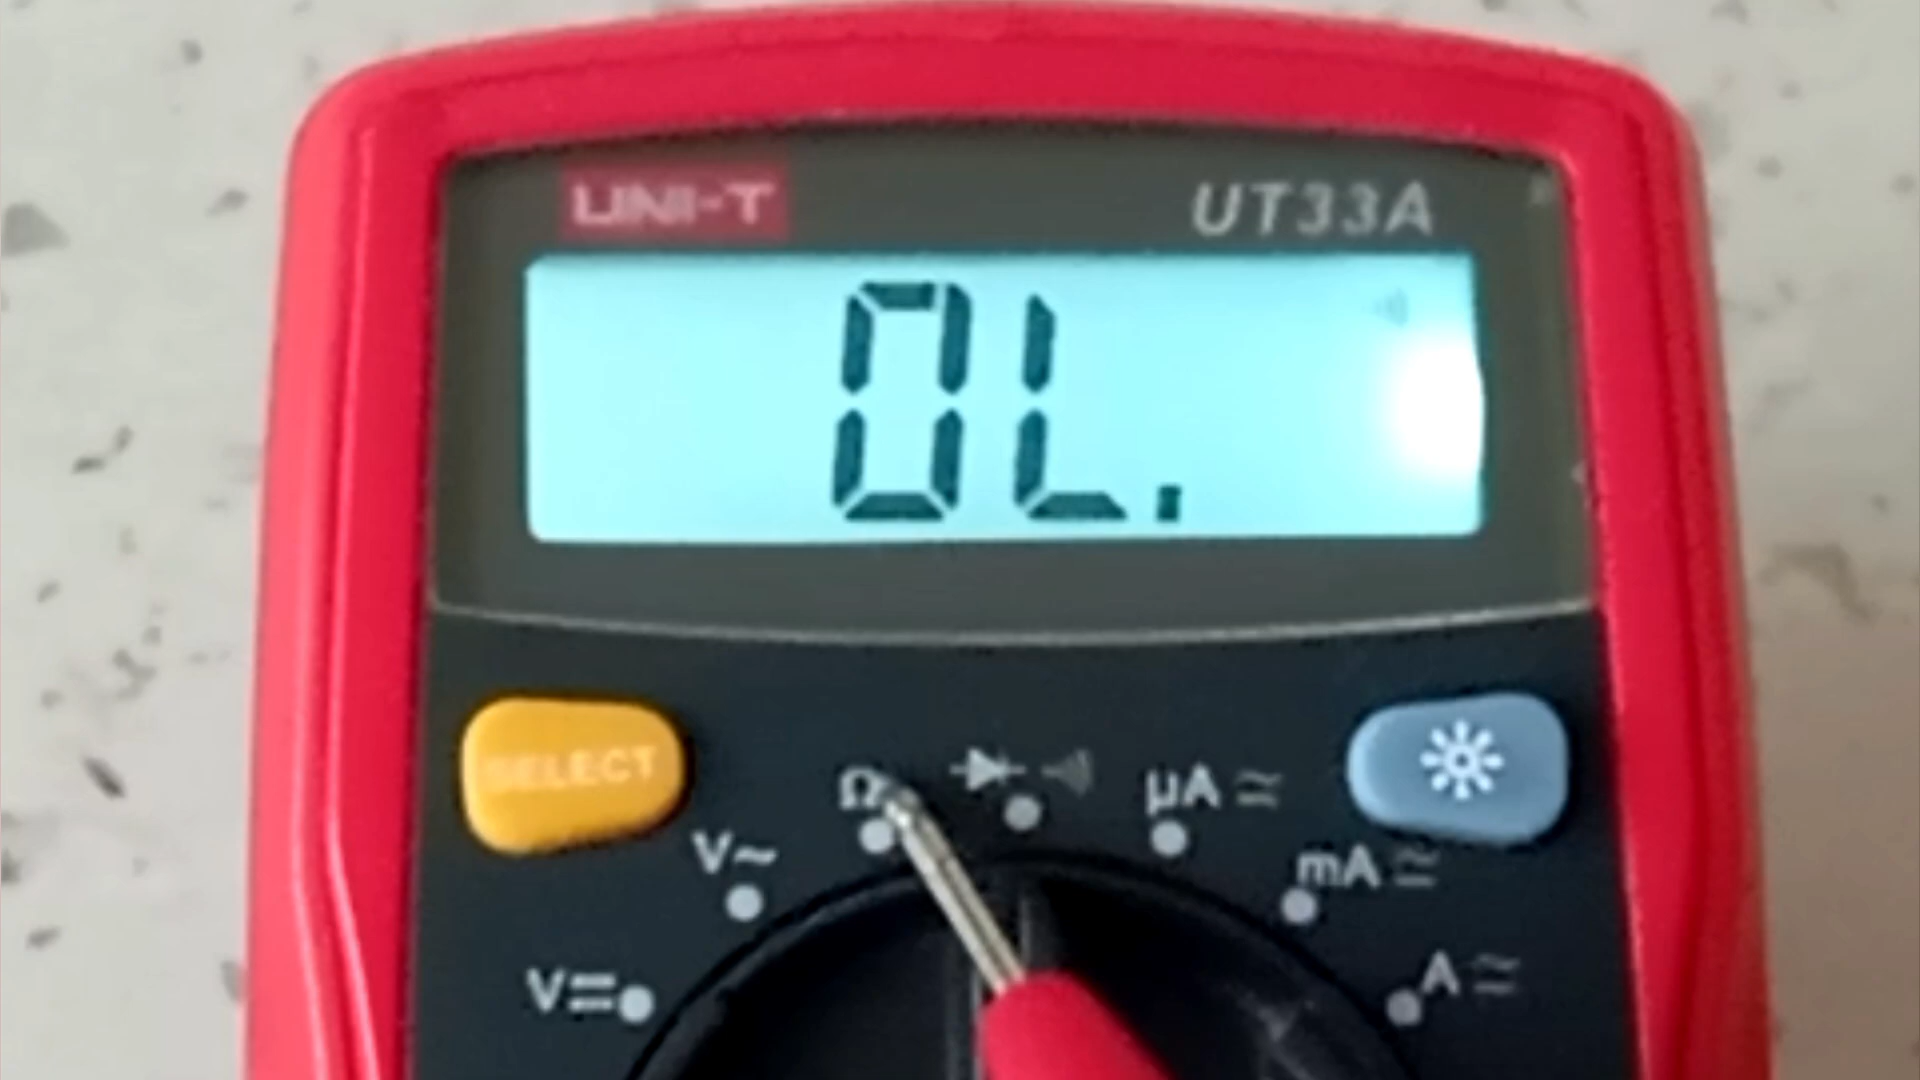 UNI-T UT33A
OL.
SELECT
Ω µA ≂
V~ mA ≂
V= A ≂